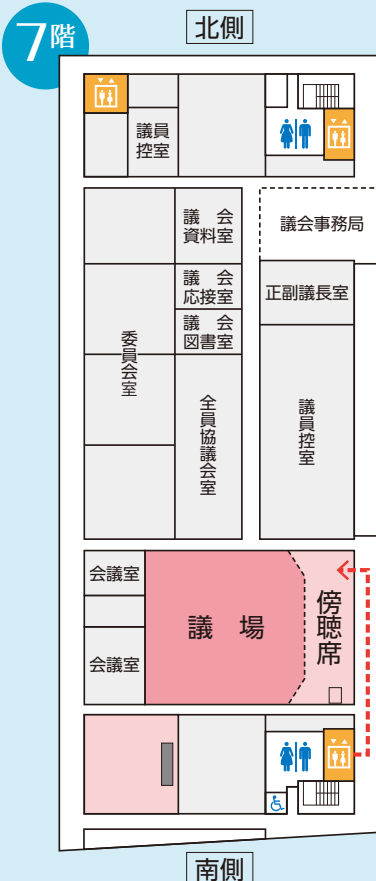 7階
北側
議員
控室
議　会
資料室
議会事務局
議　会
応接室
正副議長室
議　会
図書室
委員会室
全員協議会室
議員控室
会議室
議　場
傍聴席
会議室
南側